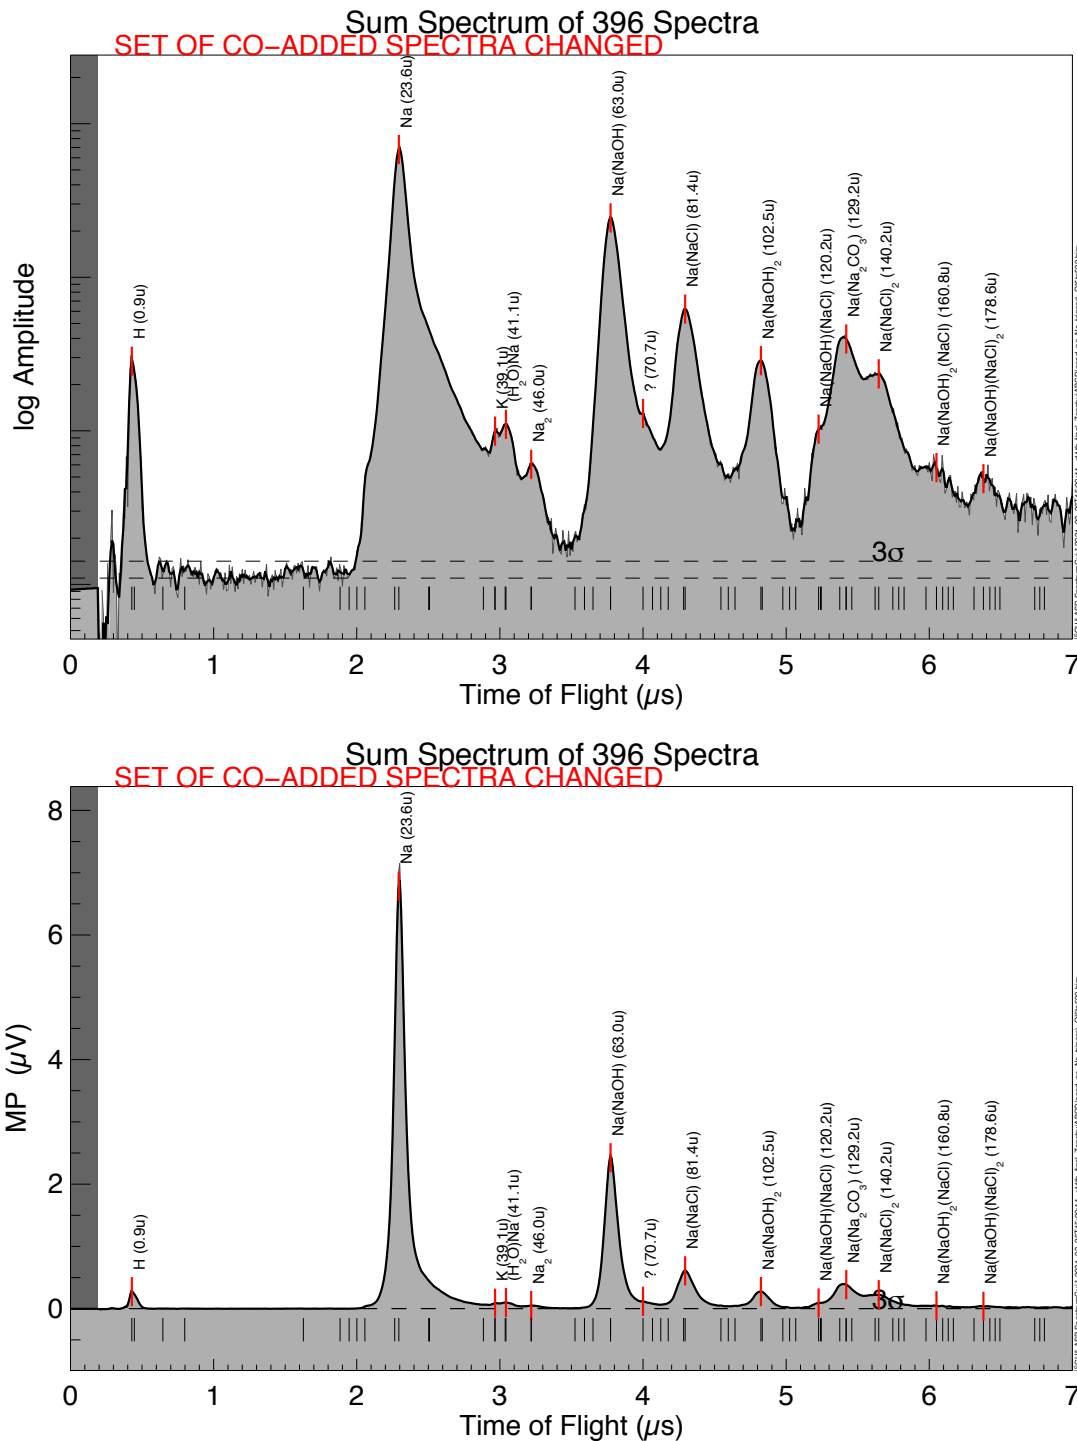 Sum Spectrum of 396 Spectra
SET OF CO−ADDED SPECTRA CHANGED
log Amplitude
H (0.9u)
Na (23.6u)
K (39.1u)
(H₂O)Na (41.1u)
Na₂ (46.0u)
Na(NaOH) (63.0u)
? (70.7u)
Na(NaCl) (81.4u)
Na(NaOH)₂ (102.5u)
Na(NaOH)(NaCl) (120.2u)
Na(Na₂CO₃) (129.2u)
Na(NaCl)₂ (140.2u)
Na(NaOH)₂(NaCl) (160.8u)
Na(NaOH)(NaCl)₂ (178.6u)
3σ
0 1 2 3 4 5 6 7
Time of Flight (µs)
Sum Spectrum of 396 Spectra
SET OF CO−ADDED SPECTRA CHANGED
MP (µV)
8
6
4
2
0
H (0.9u)
Na (23.6u)
K (39.1u)
(H₂O)Na (41.1u)
Na₂ (46.0u)
Na(NaOH) (63.0u)
? (70.7u)
Na(NaCl) (81.4u)
Na(NaOH)₂ (102.5u)
Na(NaOH)(NaCl) (120.2u)
Na(Na₂CO₃) (129.2u)
Na(NaCl)₂ (140.2u)
Na(NaOH)₂(NaCl) (160.8u)
Na(NaOH)(NaCl)₂ (178.6u)
3σ
0 1 2 3 4 5 6 7
Time of Flight (µs)